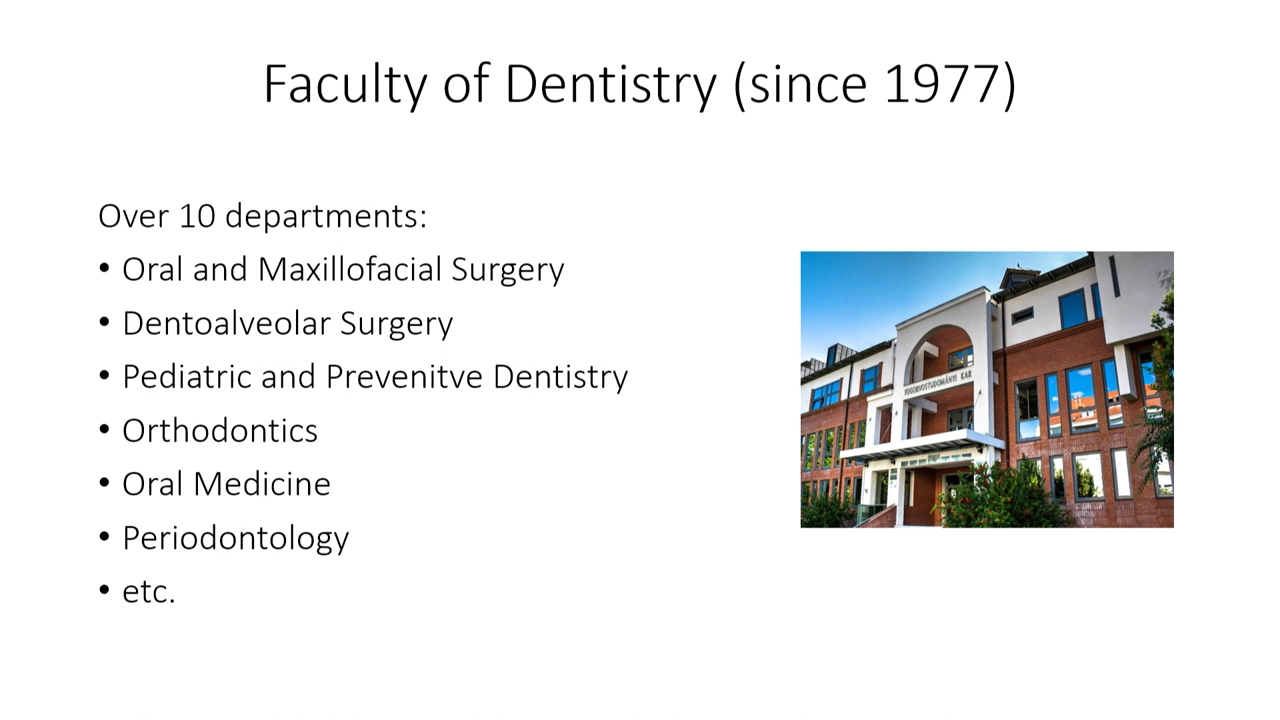 Faculty of Dentistry (since 1977)
Over 10 departments:
• Oral and Maxillofacial Surgery
• Dentoalveolar Surgery
• Pediatric and Prevenitve Dentistry
• Orthodontics
• Oral Medicine
• Periodontology
• etc.
FOGORVOSTUDOMÁNYI KAR